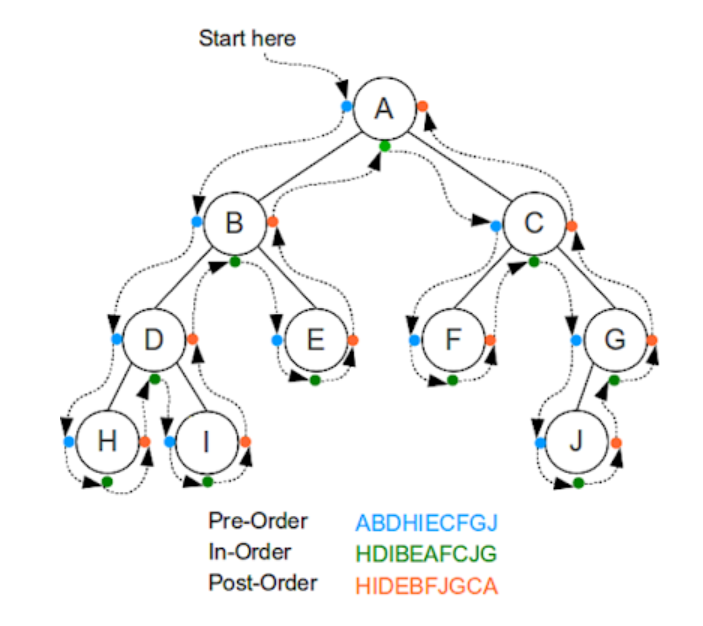 Start here
A
B
C
D
E
F
G
H
I
J
Pre-Order ABDHIECFGJ
In-Order HDIBEAFCJG
Post-Order HIDEBFJGCA